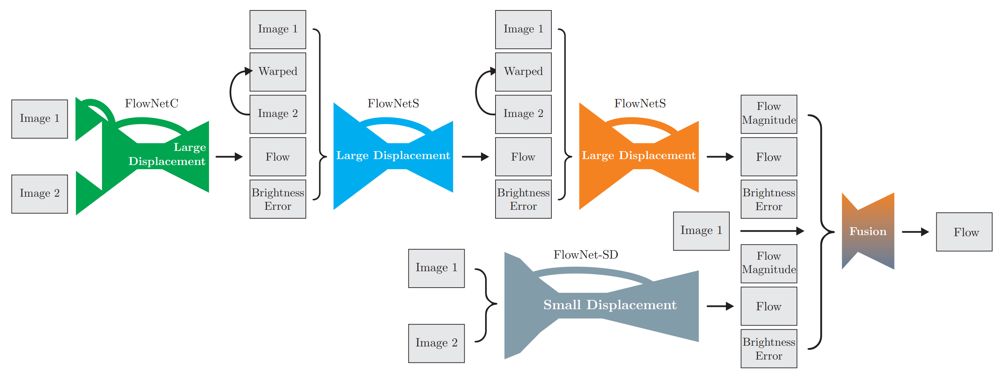 Image 1
Image 2
FlowNetC
Large
Displacement
Image 1
Warped
Image 2
Flow
Brightness
Error
FlowNetS
Large Displacement
Image 1
Warped
Image 2
Flow
Brightness
Error
FlowNetS
Large Displacement
Flow
Magnitude
Flow
Brightness
Error
Image 1
Image 1
Image 2
FlowNet-SD
Small Displacement
Flow
Magnitude
Flow
Brightness
Error
Fusion
Flow